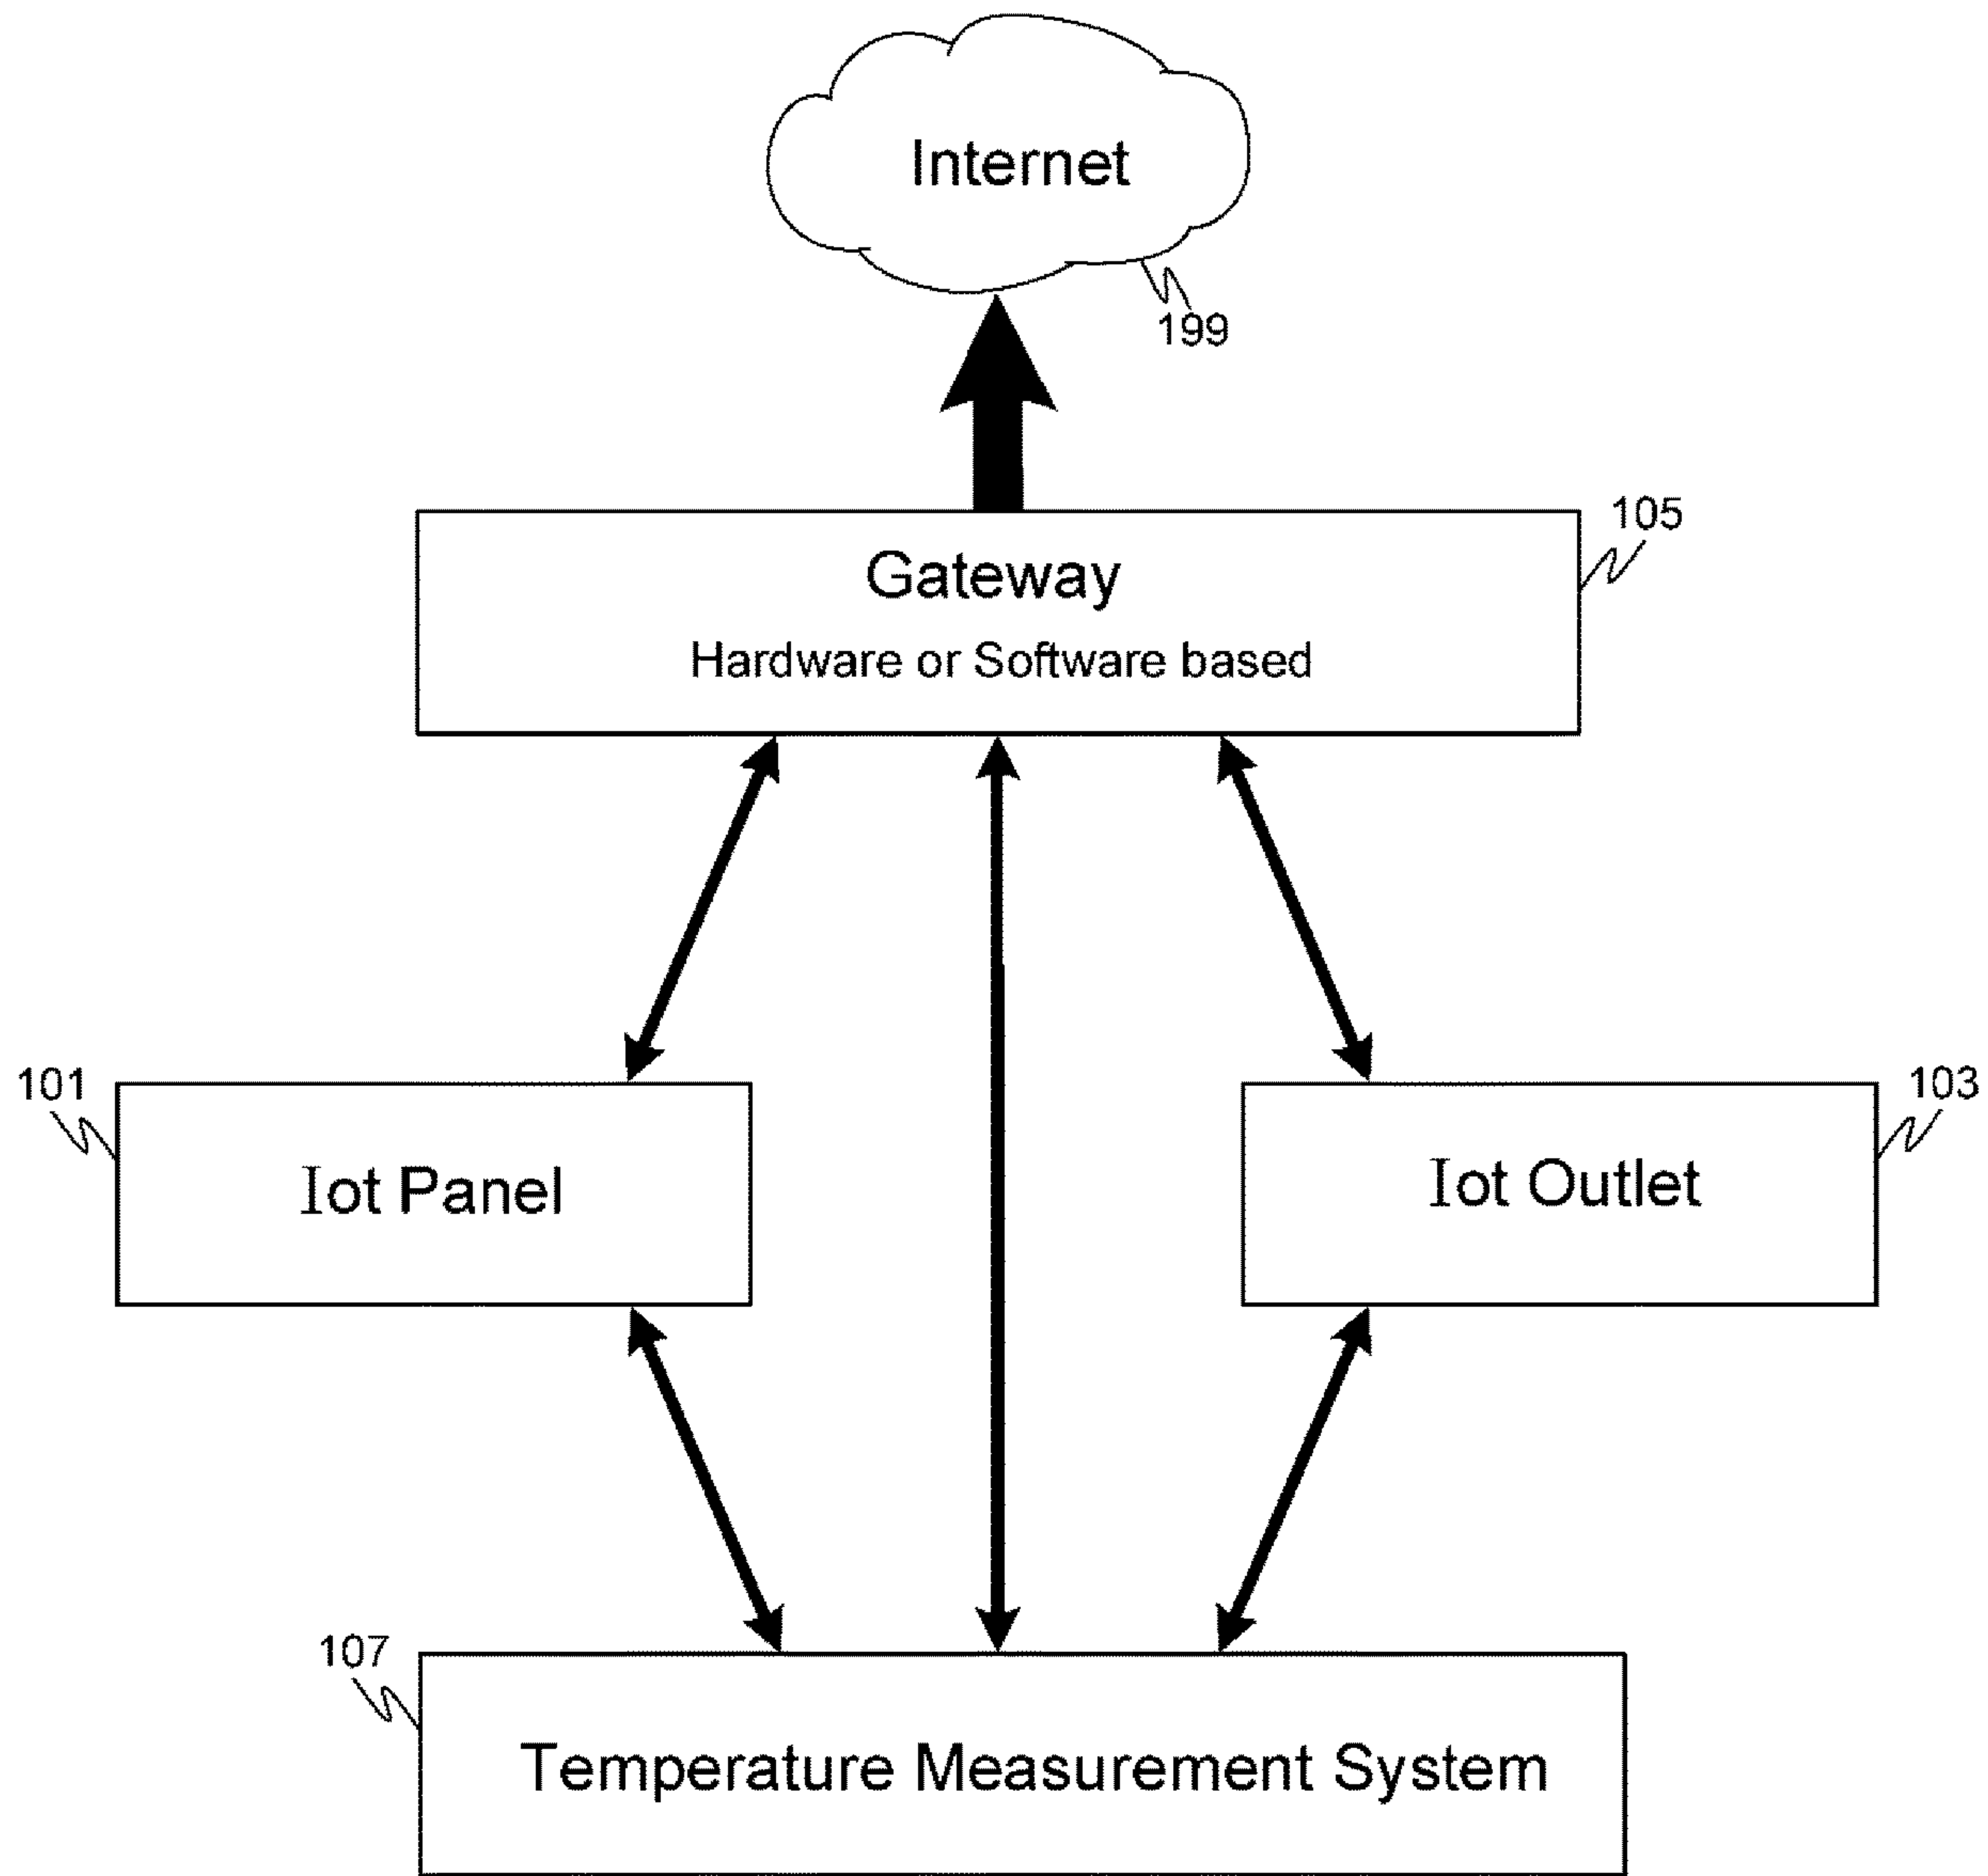 Internet
199
105
Gateway
Hardware or Software based
101
103
Iot Panel
Iot Outlet
107
Temperature Measurement System